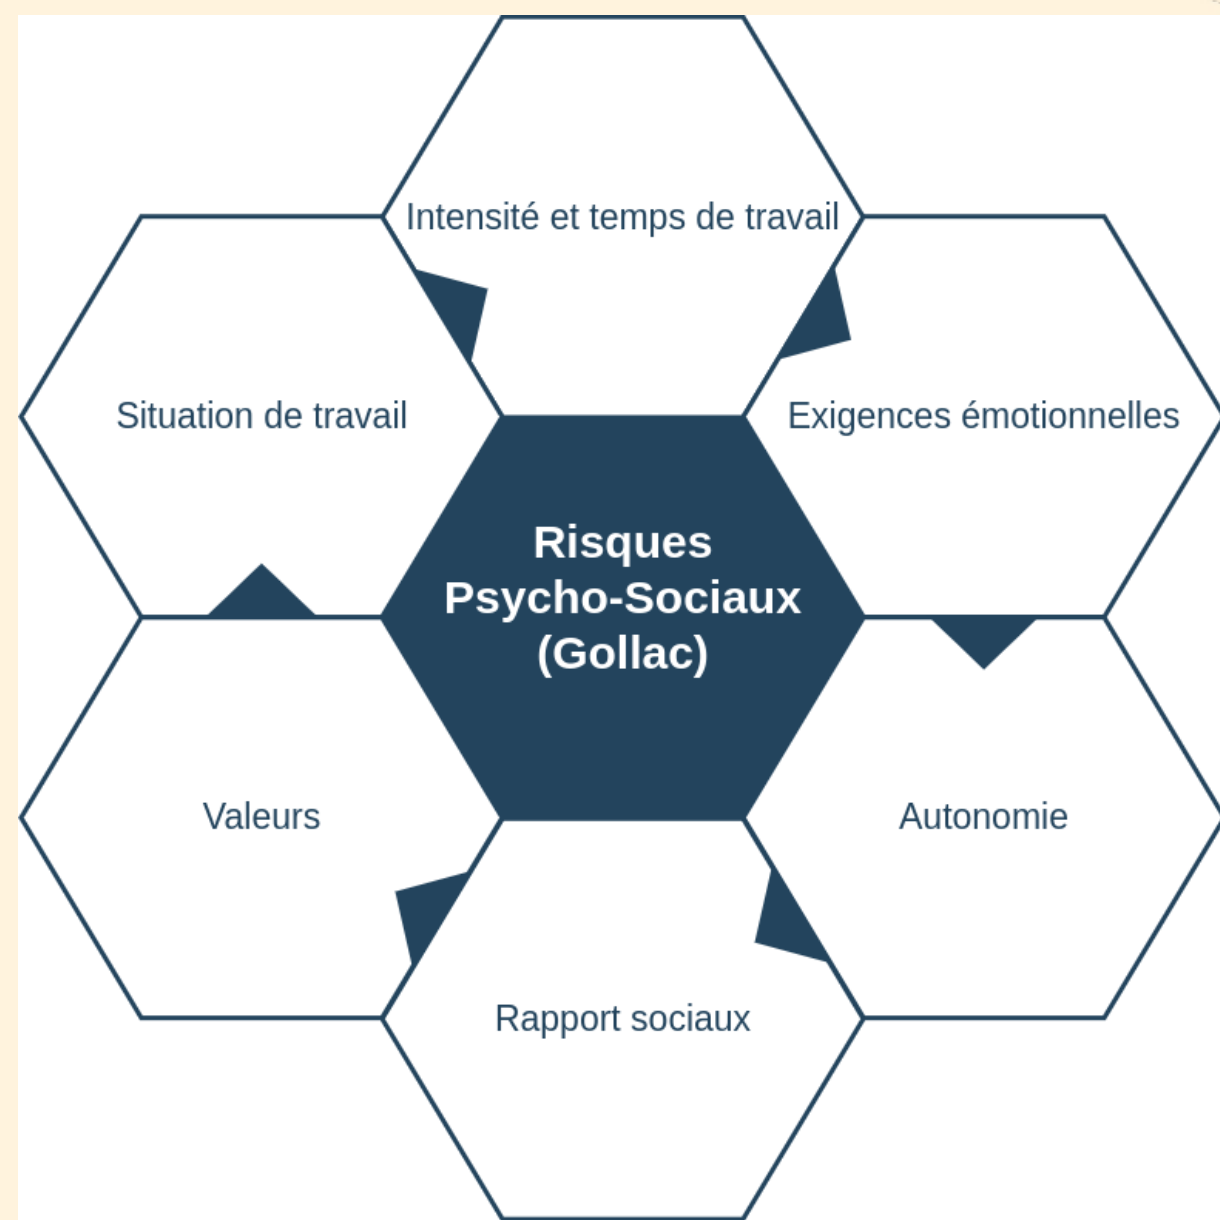 Intensité et temps de travail
Situation de travail
Exigences émotionnelles
Risques
Psycho-Sociaux
(Gollac)
Valeurs
Autonomie
Rapport sociaux